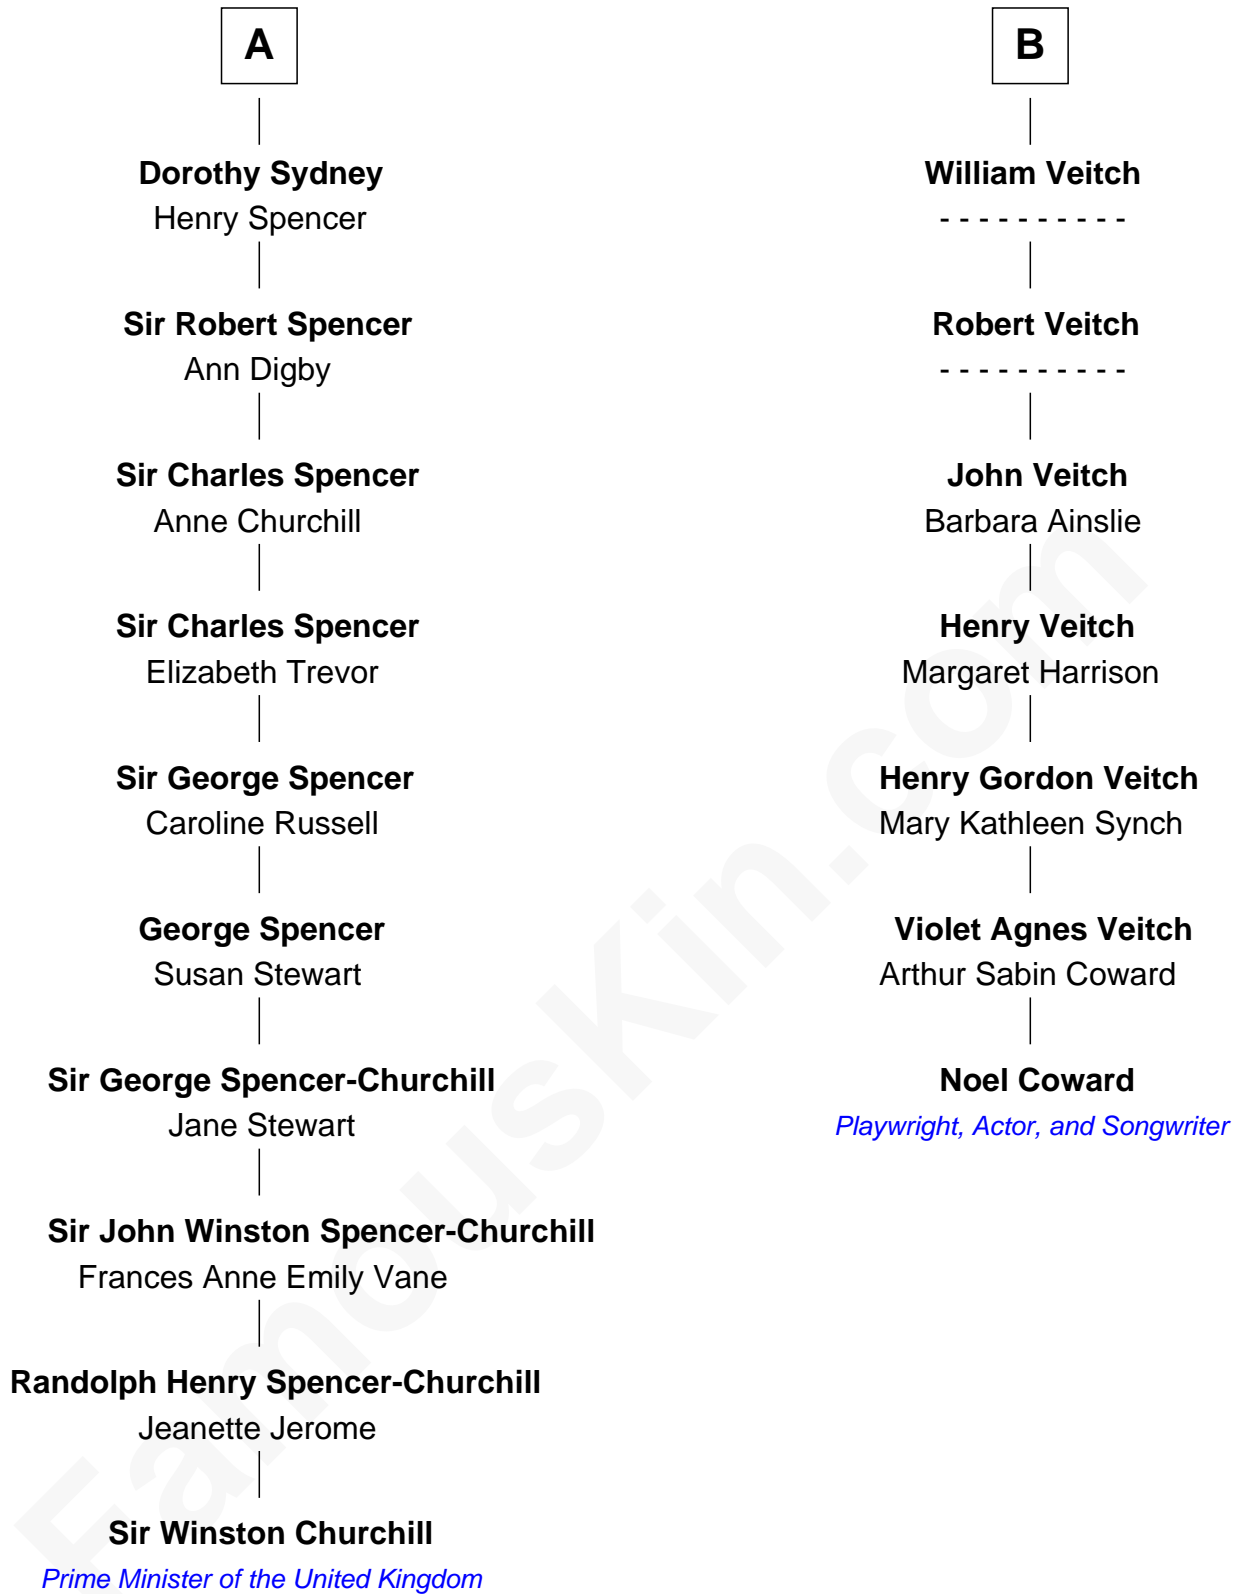 A
Dorothy Sydney
Henry Spencer
Sir Robert Spencer
Ann Digby
Sir Charles Spencer
Anne Churchill
Sir Charles Spencer
Elizabeth Trevor
Sir George Spencer
Caroline Russell
George Spencer
Susan Stewart
Sir George Spencer-Churchill
Jane Stewart
Sir John Winston Spencer-Churchill
Frances Anne Emily Vane
Randolph Henry Spencer-Churchill
Jeanette Jerome
Sir Winston Churchill
Prime Minister of the United Kingdom
B
William Veitch
- - - - - - - - - -
Robert Veitch
- - - - - - - - - -
John Veitch
Barbara Ainslie
Henry Veitch
Margaret Harrison
Henry Gordon Veitch
Mary Kathleen Synch
Violet Agnes Veitch
Arthur Sabin Coward
Noel Coward
Playwright, Actor, and Songwriter
FamousKin.com